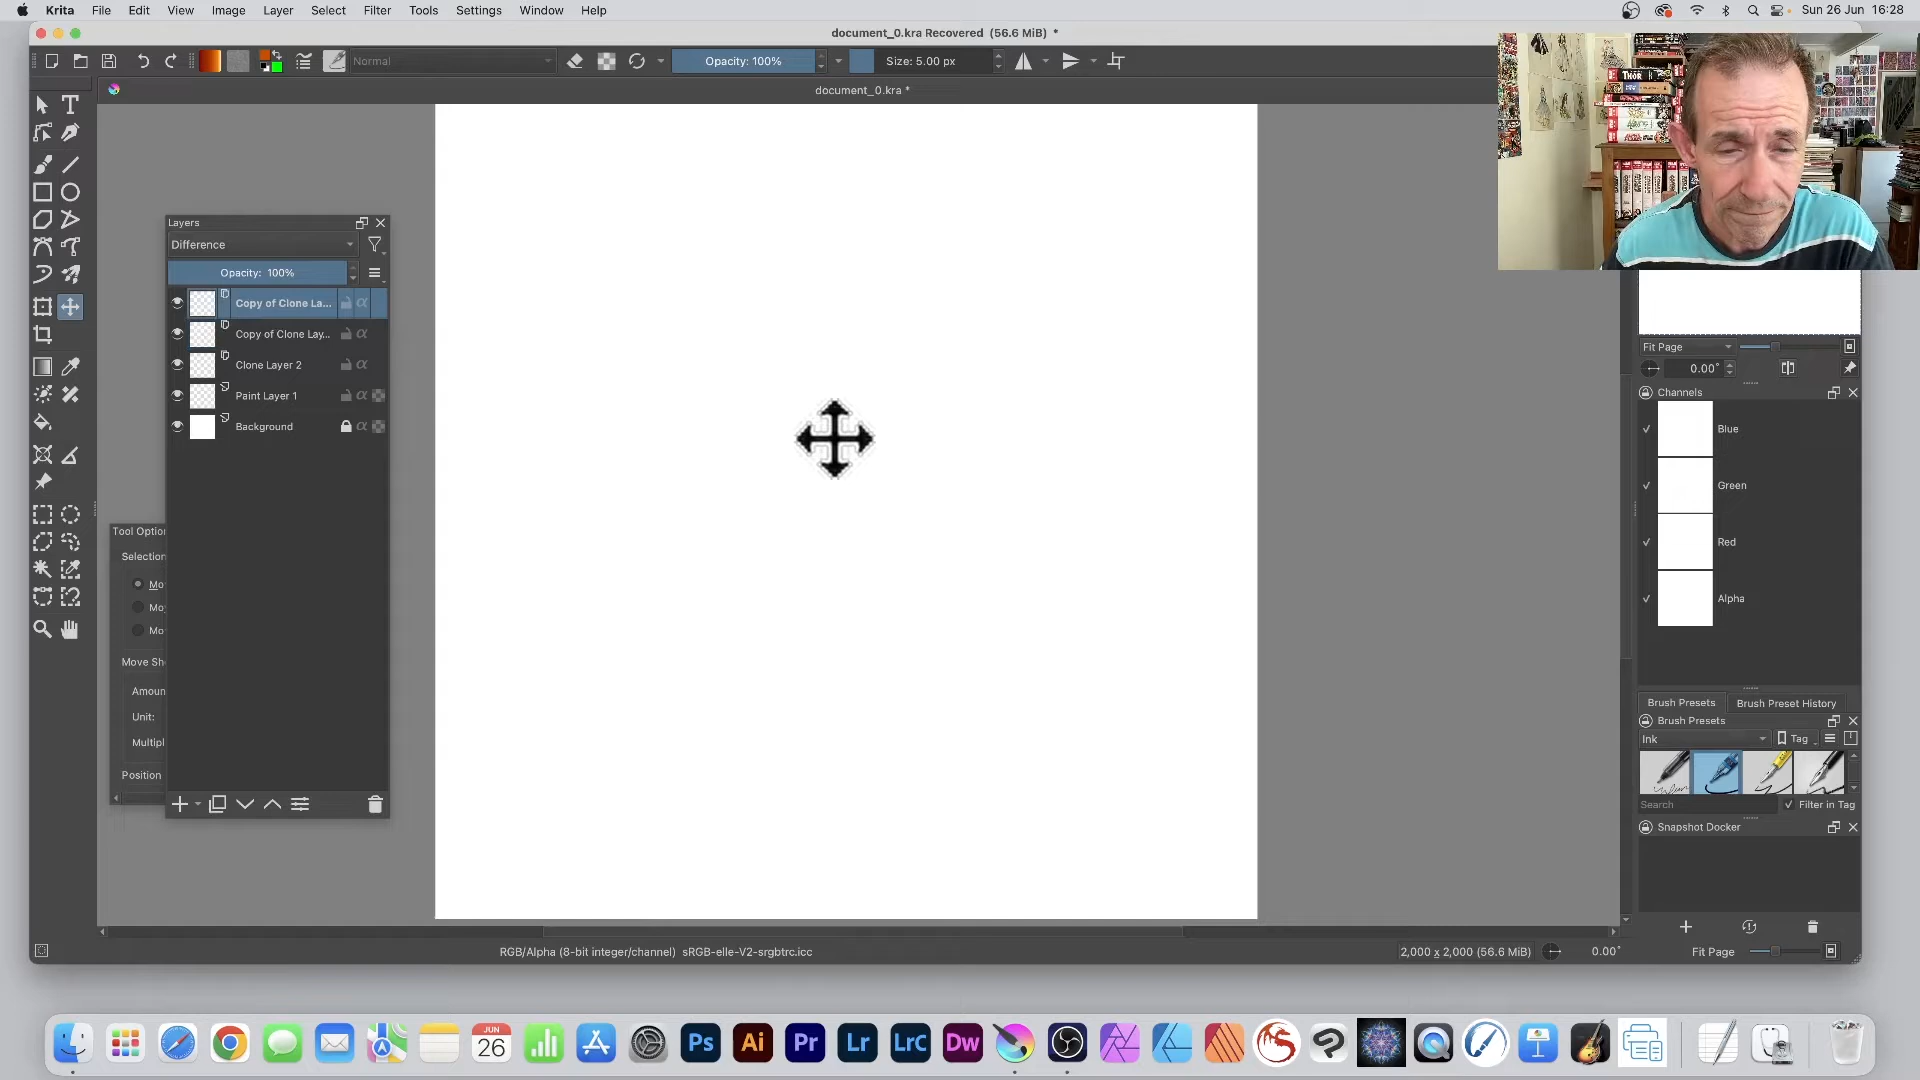 Krita File Edit View Image Layer Select Filter Tools Settings Window Help Sun 26 Jun 16:28
document_0.kra Recovered (56.6 MiB) *
Normal Opacity: 100% Size: 5.00 px
document_0.kra *
THOR
Layers
Difference
Opacity: 100%
Copy of Clone La...
Copy of Clone Lay...
Clone Layer 2
Paint Layer 1
Background
Tool Optio
Selection
Mo
Mo
Mo
Move Sh
Amoun
Unit:
Multipl
Position
Fit Page
0.00°
Channels
Blue
Green
Red
Alpha
Brush Presets Brush Preset History
Brush Presets
Ink Tag
Search Filter in Tag
Snapshot Docker
RGB/Alpha (8-bit integer/channel) sRGB-elle-V2-srgbtrc.icc 2,000 x 2,000 (56.6 MiB) 0.00° Fit Page
JUN
26
Ps Ai Pr Lr LrC Dw